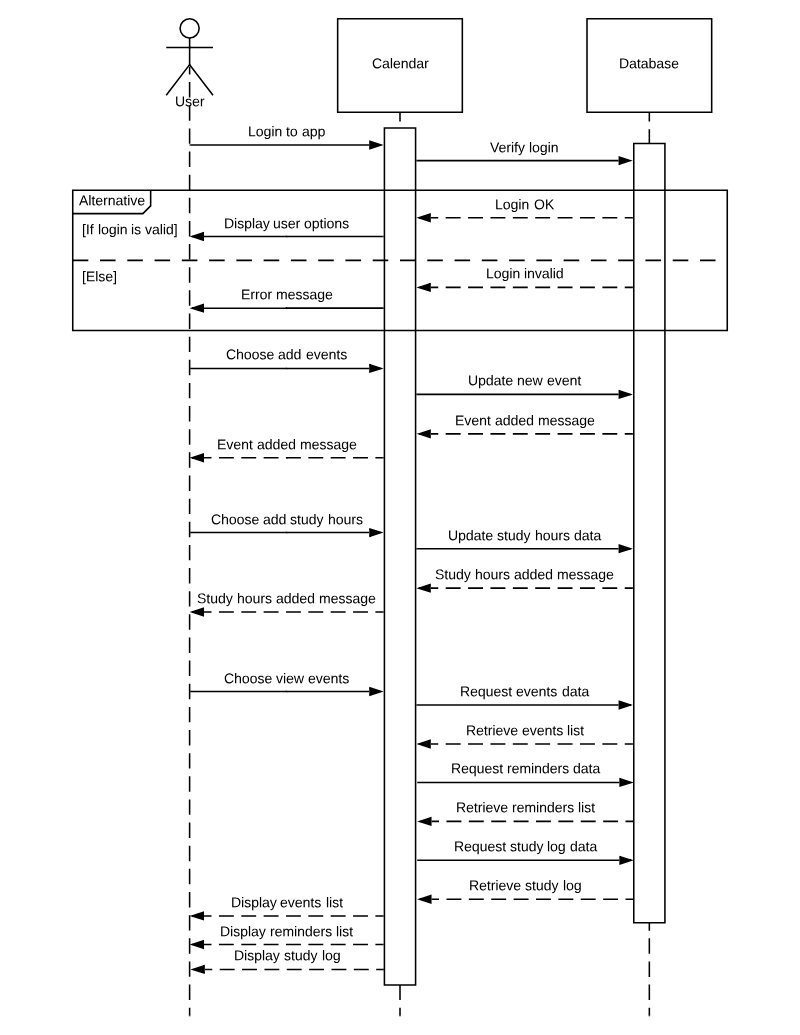 User
Calendar
Database
Login to app
Verify login
Alternative
Login OK
[If login is valid]
Display user options
[Else]
Login invalid
Error message
Choose add events
Update new event
Event added message
Event added message
Choose add study hours
Update study hours data
Study hours added message
Study hours added message
Choose view events
Request events data
Retrieve events list
Request reminders data
Retrieve reminders list
Request study log data
Retrieve study log
Display events list
Display reminders list
Display study log